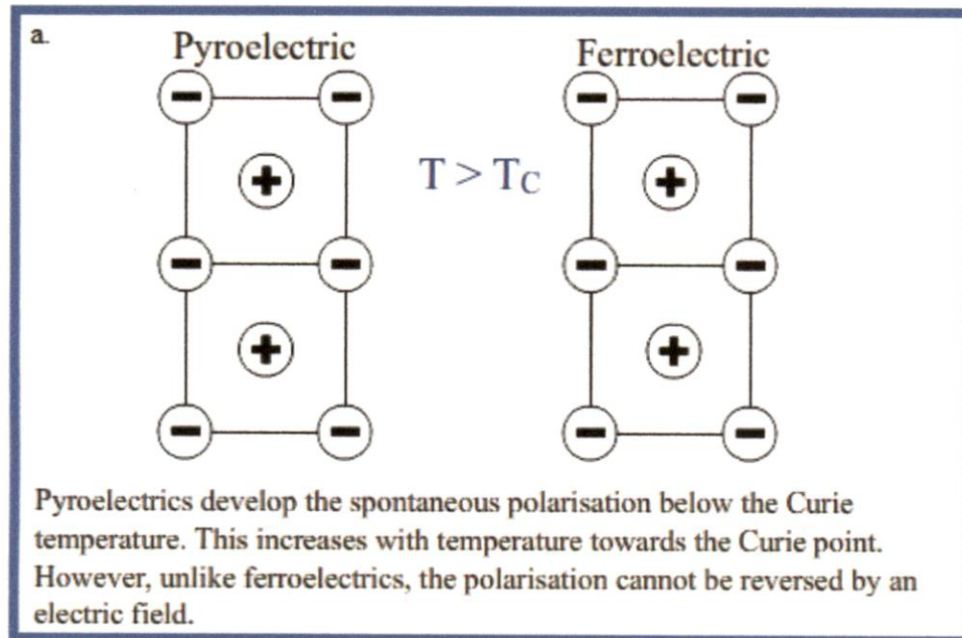 a.
Pyroelectric
Ferroelectric
T > TC
Pyroelectrics develop the spontaneous polarisation below the Curie
temperature. This increases with temperature towards the Curie point.
However, unlike ferroelectrics, the polarisation cannot be reversed by an
electric field.